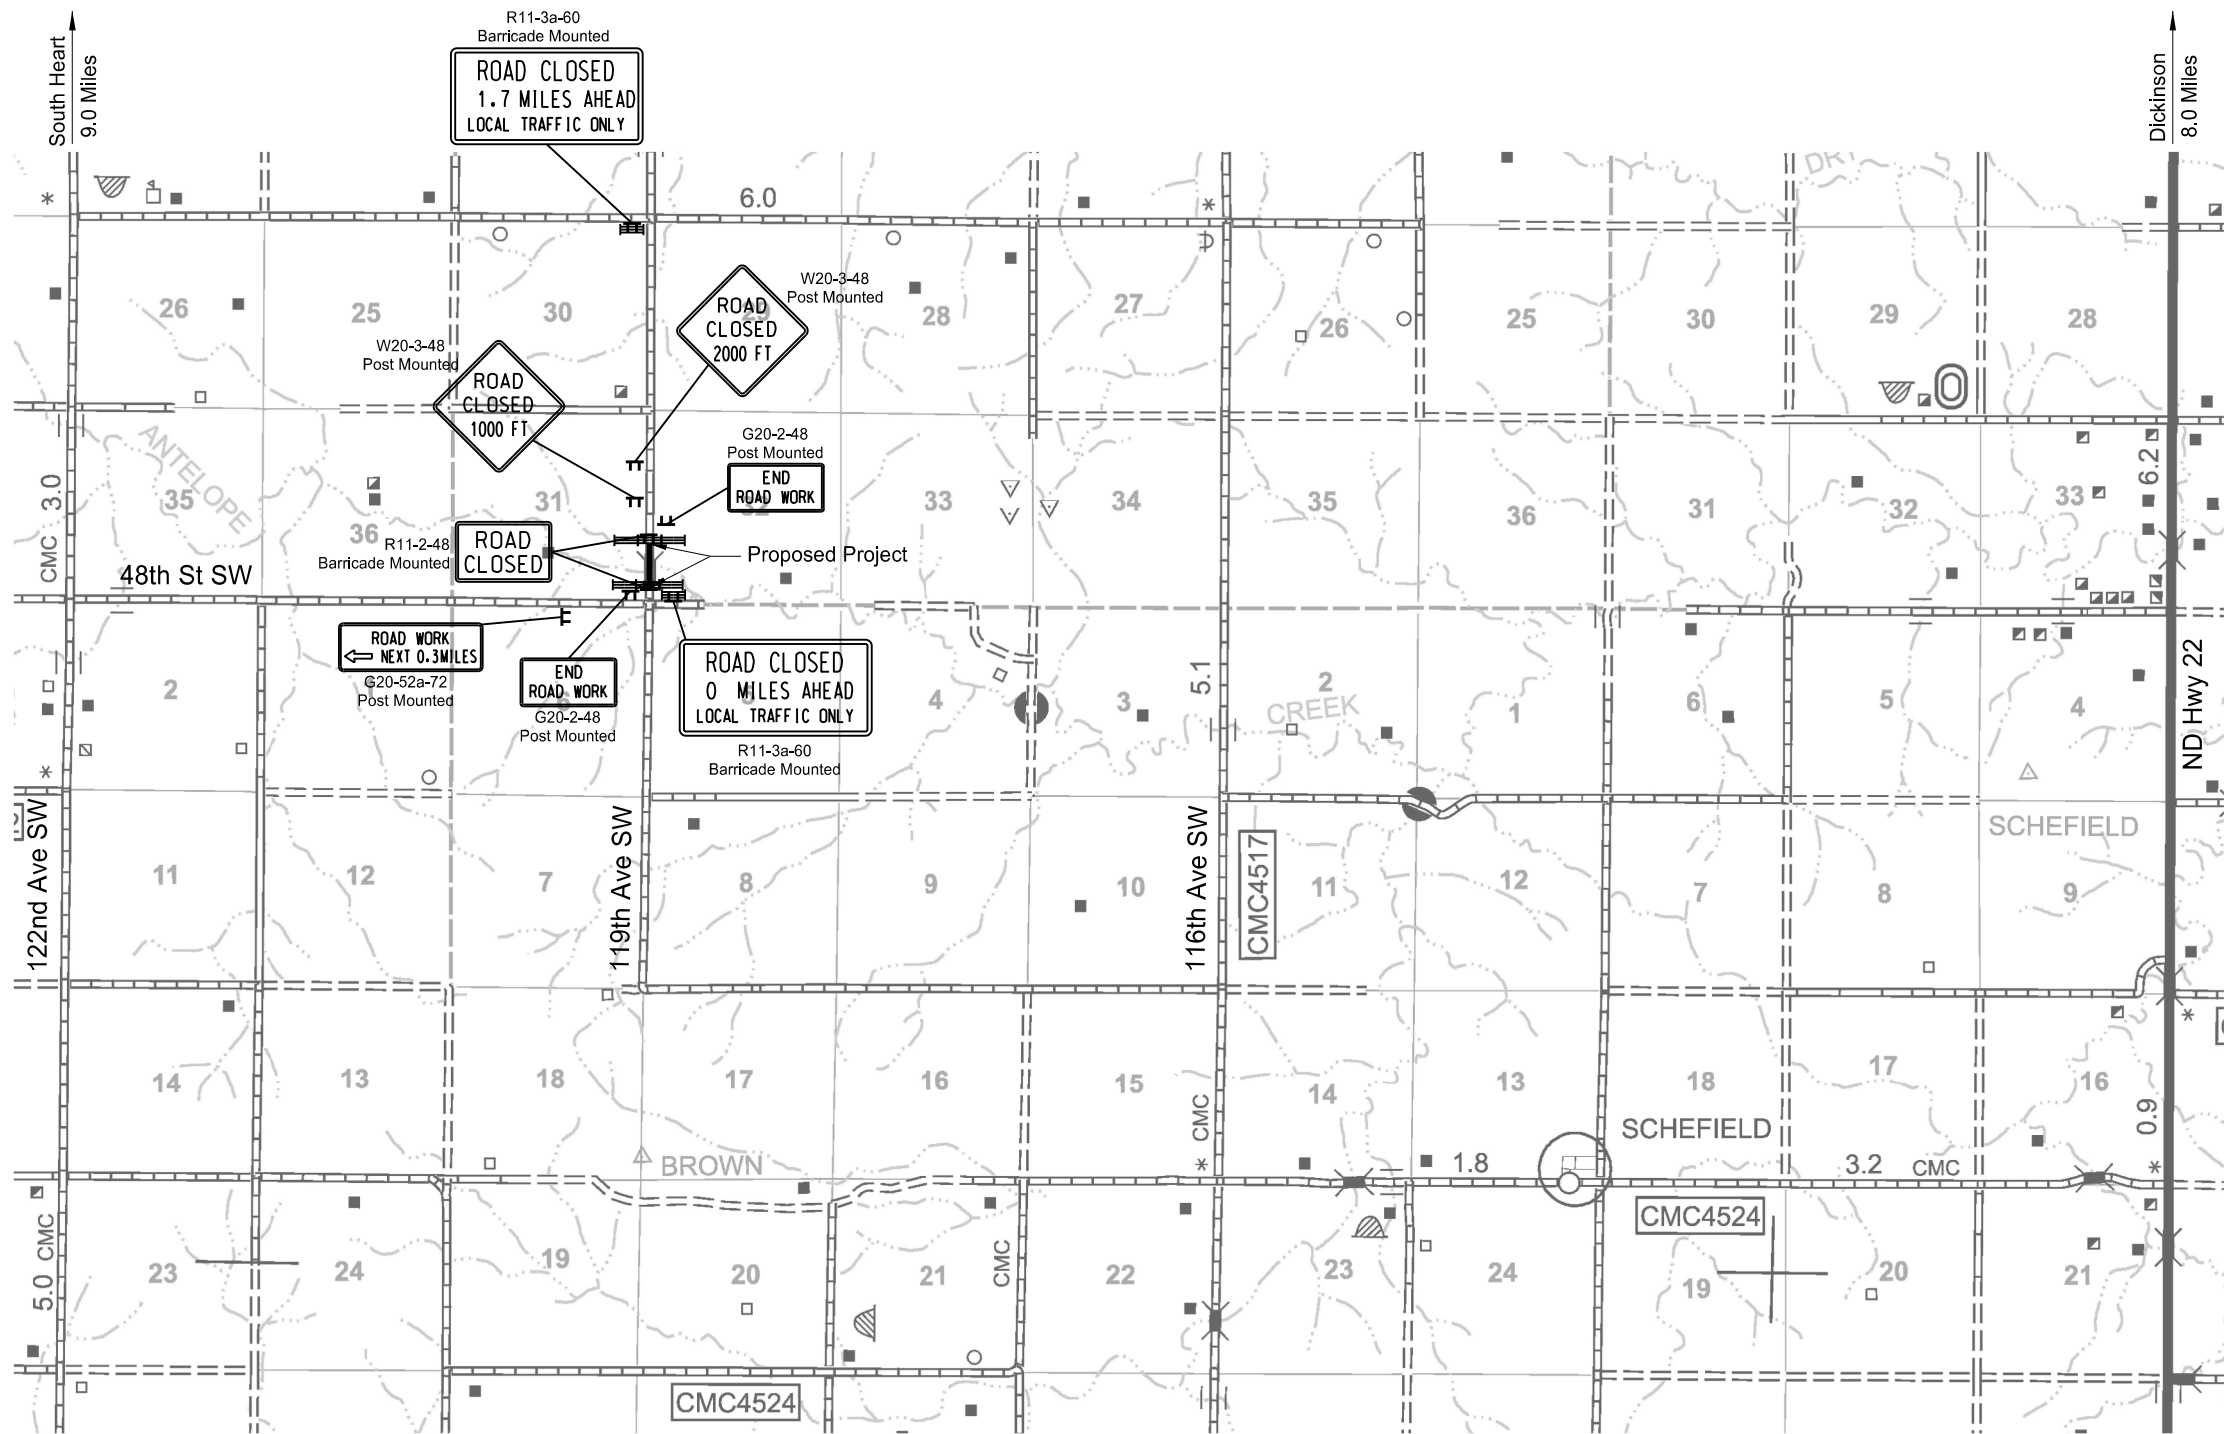 South Heart
9.0 Miles
R11-3a-60
Barricade Mounted
ROAD CLOSED
1.7 MILES AHEAD
LOCAL TRAFFIC ONLY
Dickinson
8.0 Miles
DRY
6.0
26
25
30
ROAD
CLOSED
2000 FT
29
W20-3-48
Post Mounted
28
27
26
25
30
29
28
W20-3-48
Post Mounted
ROAD
CLOSED
1000 FT
G20-2-48
Post Mounted
END
ROAD WORK
ANTELOPE
CMC 3.0
35
36
31
32
33
34
35
36
31
32
33
6.2
R11-2-48
Barricade Mounted
ROAD
CLOSED
Proposed Project
48th St SW
ROAD WORK
NEXT 0.3MILES
G20-52a-72
Post Mounted
END
ROAD WORK
G20-2-48
Post Mounted
ROAD CLOSED
0 MILES AHEAD
LOCAL TRAFFIC ONLY
R11-3a-60
Barricade Mounted
2
1
6
5
4
3
5.1
2
CREEK
1
6
5
4
ND Hwy 22
122nd Ave SW
119th Ave SW
116th Ave SW
CMC4517
SCHEFIELD
11
12
7
8
9
10
11
12
7
8
9
14
13
18
17
16
15
CMC
14
13
18
17
16
0.9
SCHEFIELD
BROWN
1.8
3.2
CMC
CMC4524
5.0 CMC
23
24
19
20
21
CMC
22
23
24
19
20
21
CMC4524